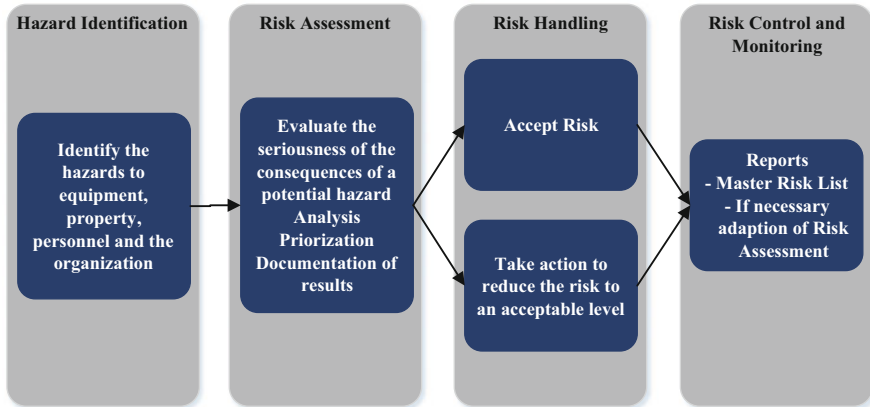 Hazard Identification
Identify the
hazards to
equipment,
property,
personnel and the
organization
Risk Assessment
Evaluate the
seriousness of the
consequences of a
potential hazard
Analysis
Priorization
Documentation of
results
Risk Handling
Accept Risk
Take action to
reduce the risk to
an acceptable level
Risk Control and
Monitoring
Reports
- Master Risk List
- If necessary
adaption of Risk
Assessment